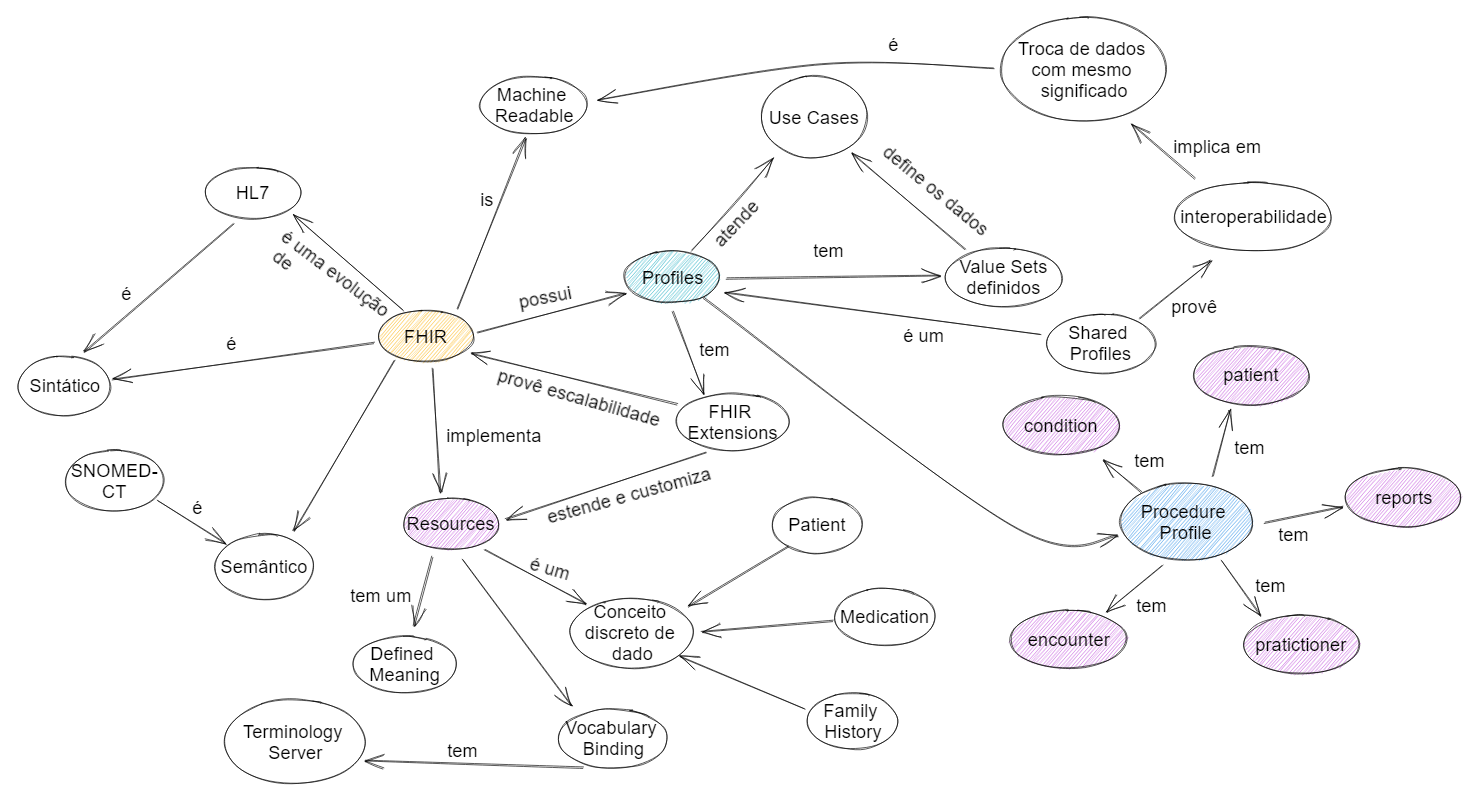 Troca de dados
com mesmo
significado
é
Machine
Readable
Use Cases
implica em
define os dados
HL7
is
interoperabilidade
atende
é uma evolução
de
tem
Profiles
Value Sets
definidos
é
possui
provê
FHIR
é um
Shared
Profiles
é
tem
Sintático
provê escalabilidade
patient
FHIR
Extensions
condition
implementa
tem
tem
SNOMED-
CT
é
estende e customiza
reports
Resources
Patient
Procedure
Profile
tem
Semântico
é um
tem um
tem
tem
Conceito
discreto de
dado
Medication
encounter
pratictioner
Defined
Meaning
Family
History
Terminology
Server
tem
Vocabulary
Binding